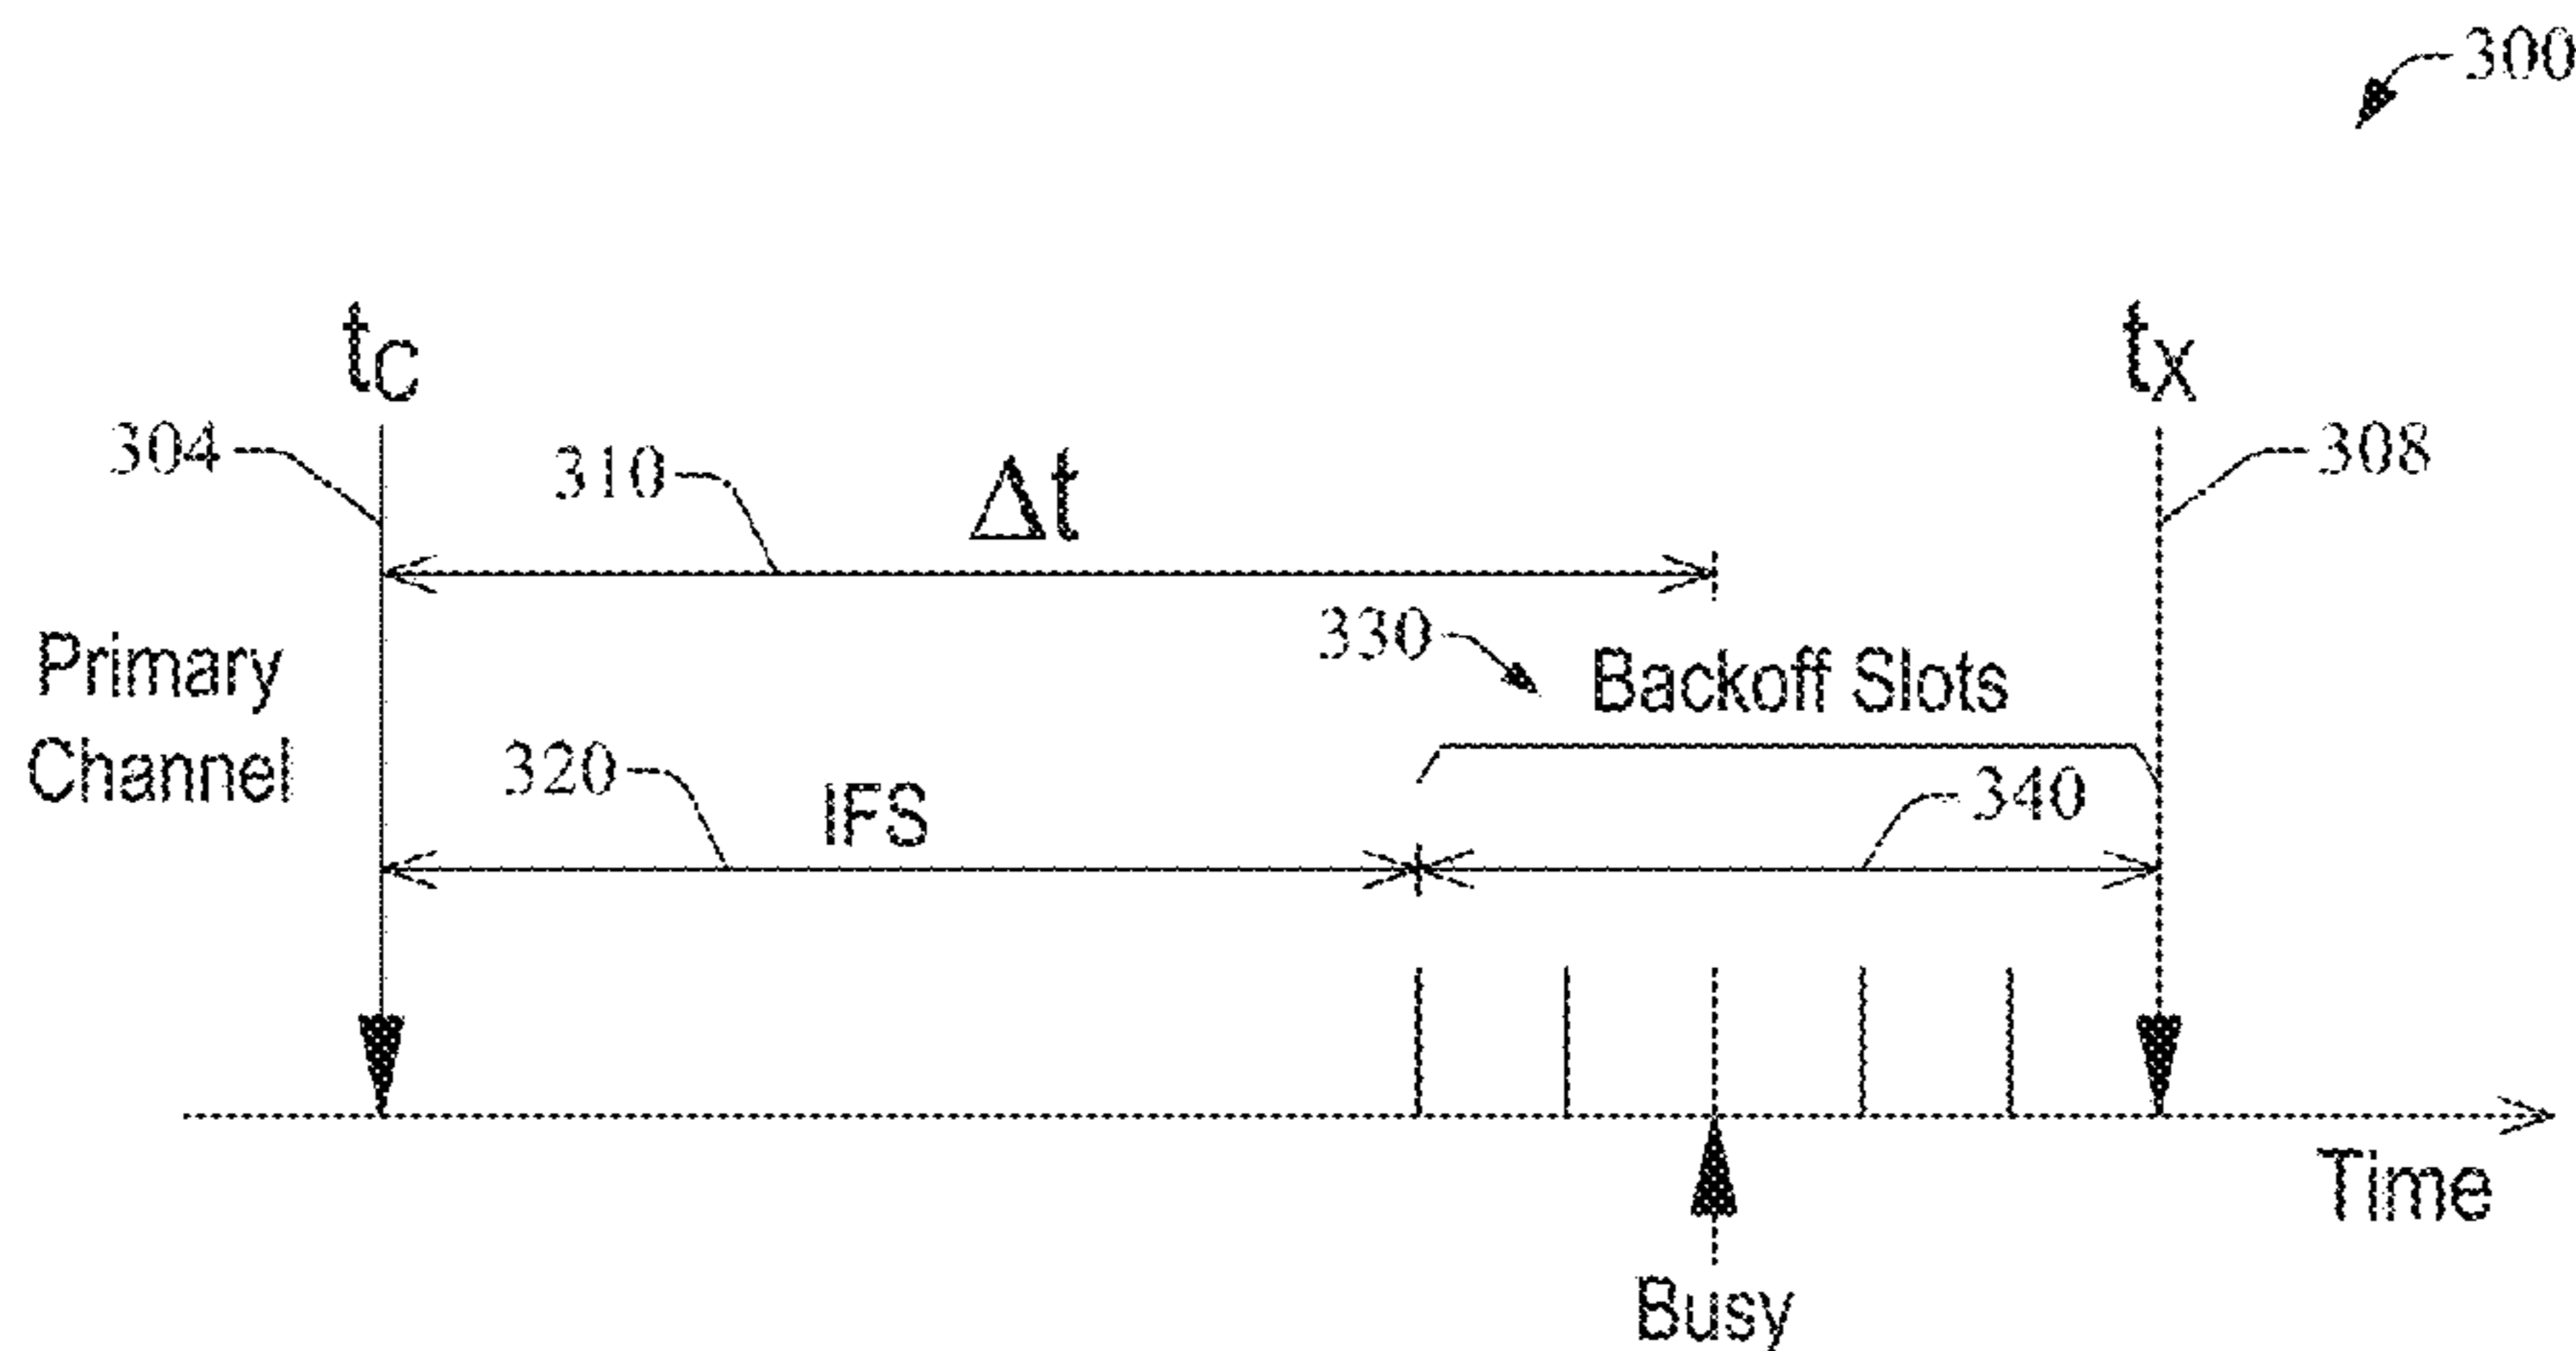 300
tC
tX
304
310
Δt
308
330
Primary
Channel
Backoff Slots
320
IFS
340
Time
Busy